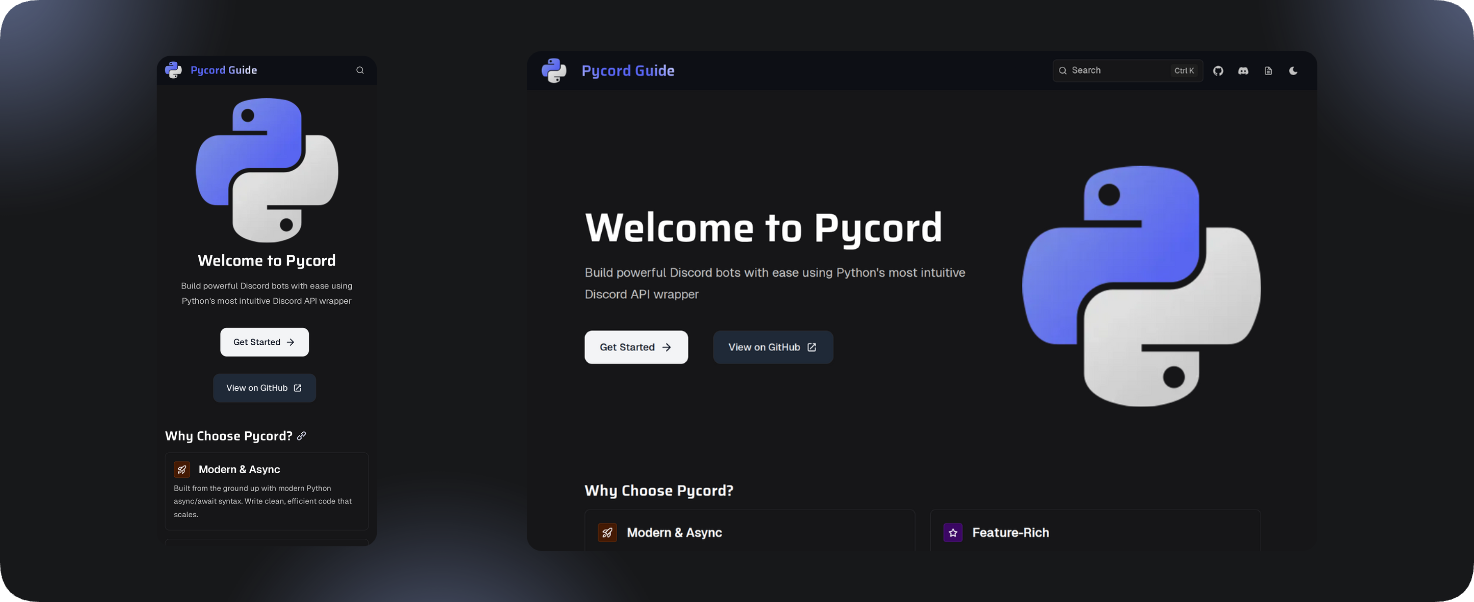 Pycord Guide
Welcome to Pycord
Build powerful Discord bots with ease using
Python's most intuitive Discord API wrapper
Get Started
View on GitHub
Why Choose Pycord?
Modern & Async
Built from the ground up with modern Python
async/await syntax. Write clean, efficient code that
scales.
Pycord Guide
Search
Ctrl K
Welcome to Pycord
Build powerful Discord bots with ease using Python's most intuitive
Discord API wrapper
Get Started
View on GitHub
Why Choose Pycord?
Modern & Async
Feature-Rich